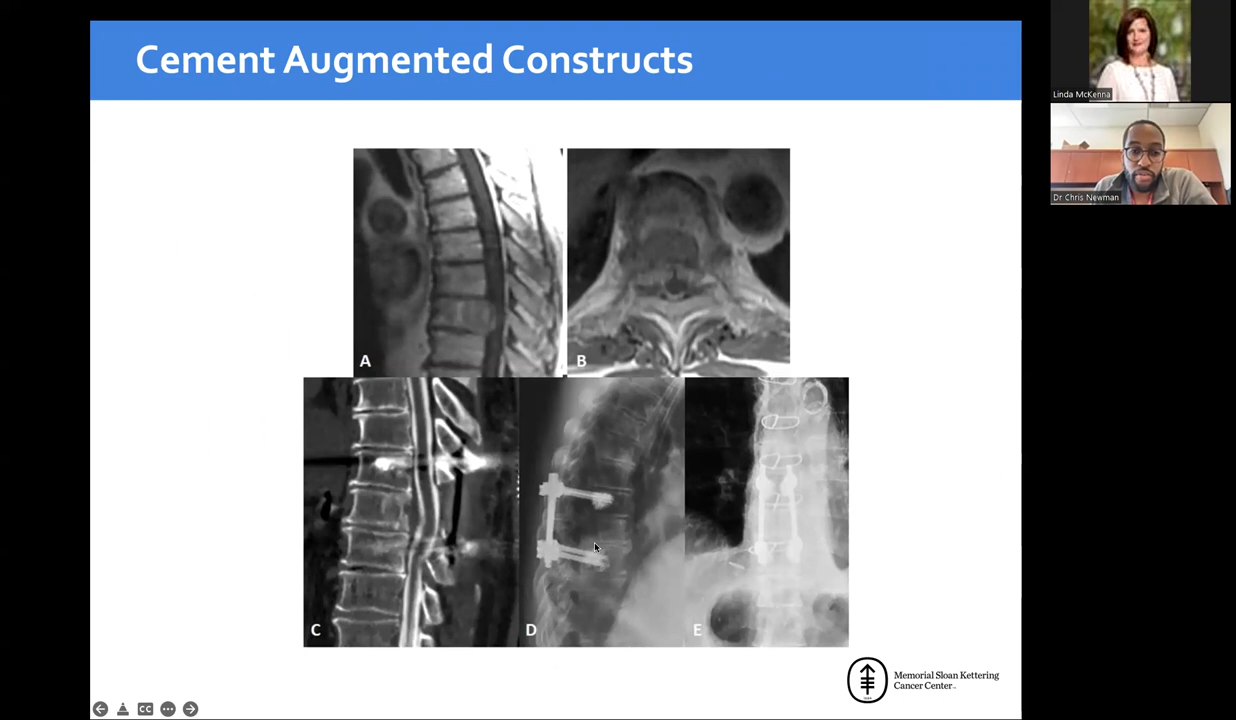 Cement Augmented Constructs
Linda McKenna
Dr Chris Newman
A
B
C
D
E
CC
Memorial Sloan Kettering
Cancer Center